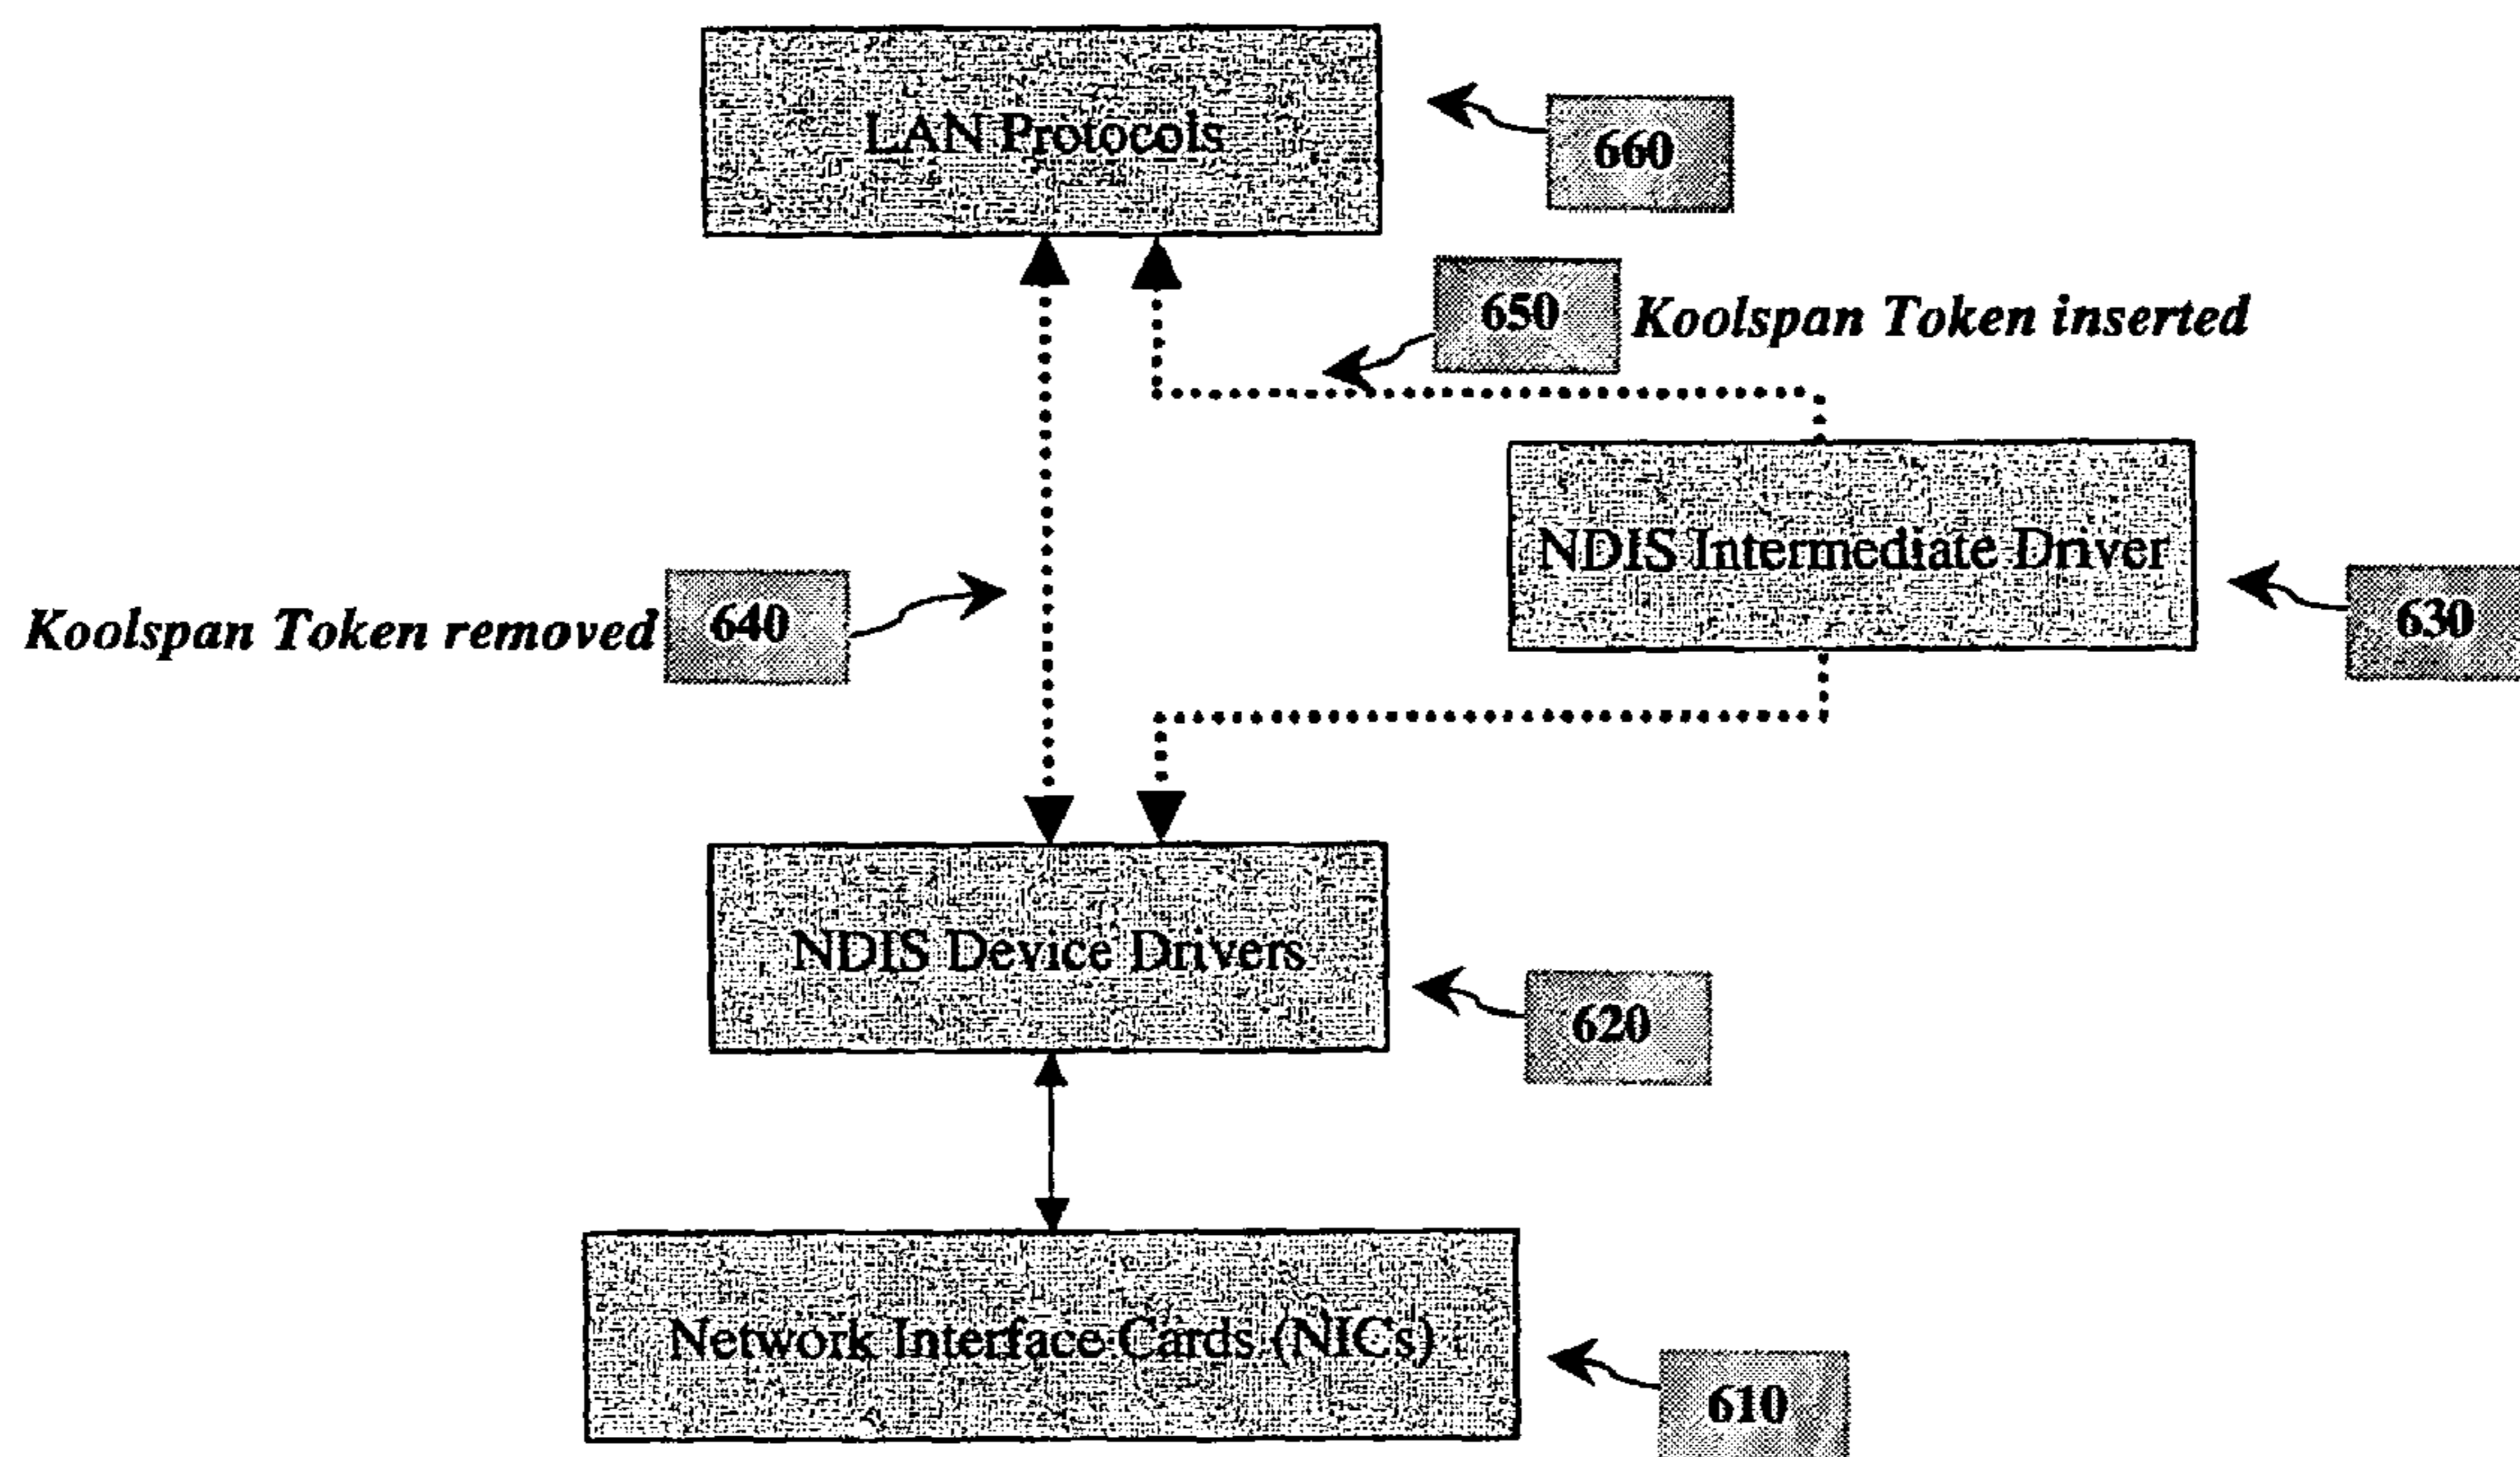 LAN Protocols
660
650
Koolspan Token inserted
NDIS Intermediate Driver
Koolspan Token removed
640
630
NDIS Device Drivers
620
Network Interface Cards (NICs)
610